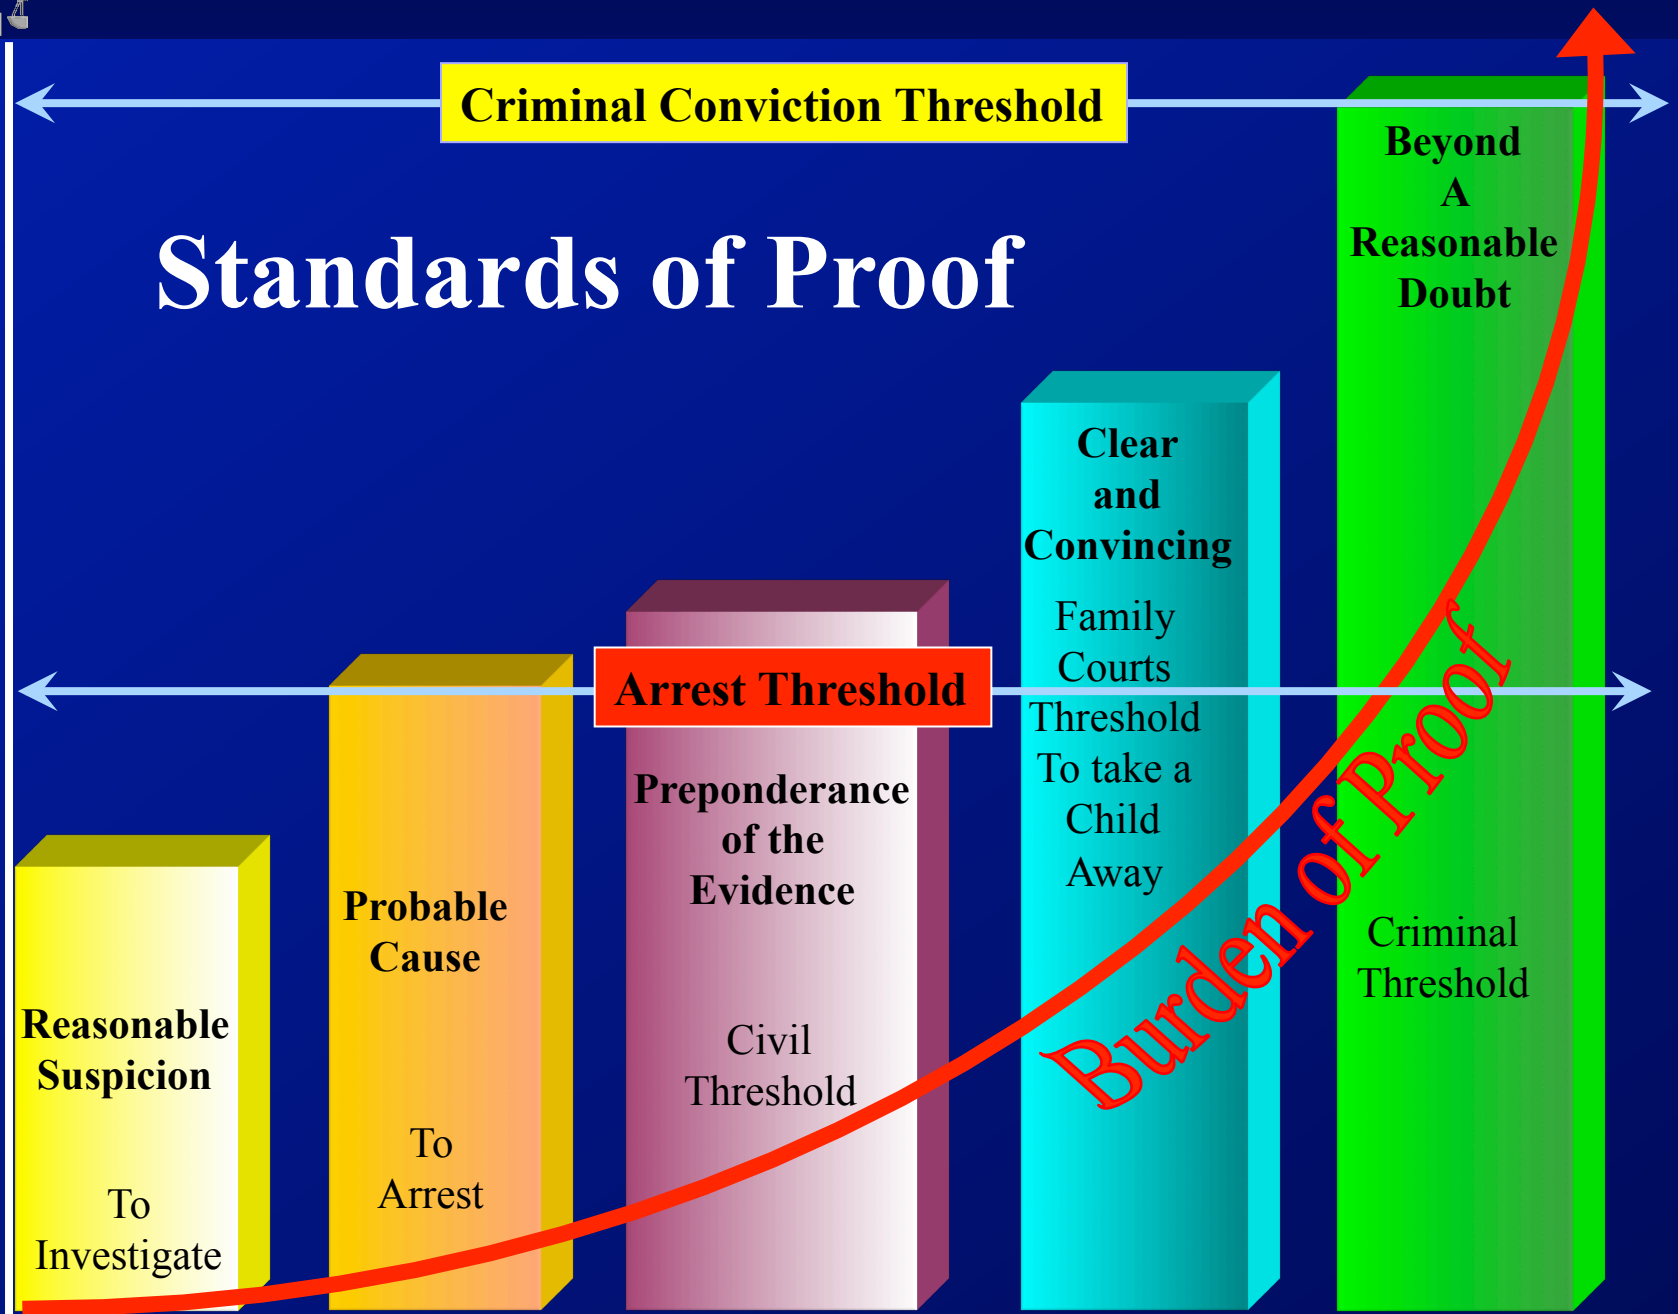 Criminal Conviction Threshold
Standards of Proof
Arrest Threshold
Reasonable
Suspicion
To
Investigate
Probable
Cause
To
Arrest
Preponderance
of the
Evidence
Civil
Threshold
Clear
and
Convincing
Family
Courts
Threshold
To take a
Child
Away
Beyond
A
Reasonable
Doubt
Criminal
Threshold
Burden of Proof